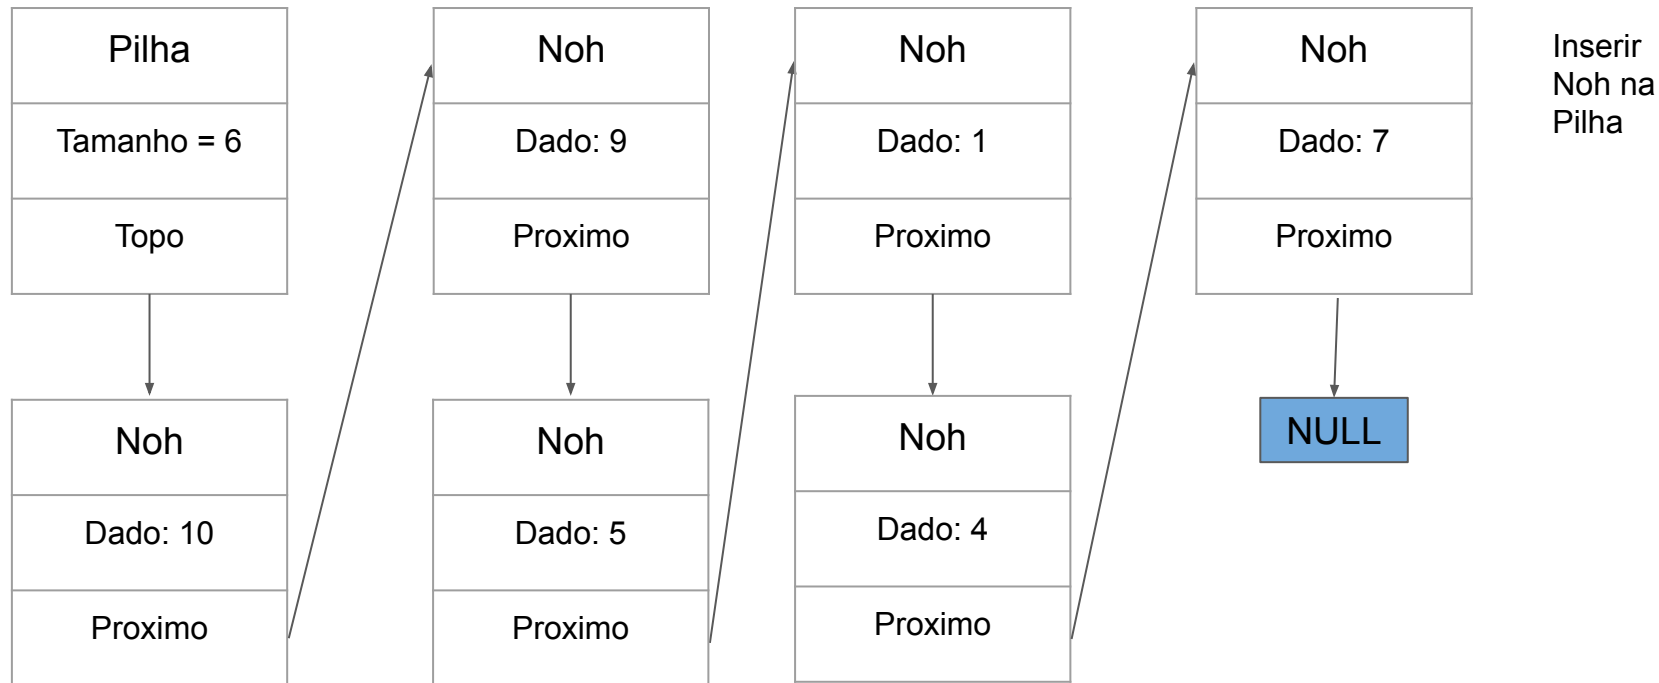 Pilha
Tamanho = 6
Topo
Noh
Dado: 10
Proximo
Noh
Dado: 9
Proximo
Noh
Dado: 5
Proximo
Noh
Dado: 1
Proximo
Noh
Dado: 4
Proximo
Noh
Dado: 7
Proximo
NULL
Inserir
Noh na
Pilha